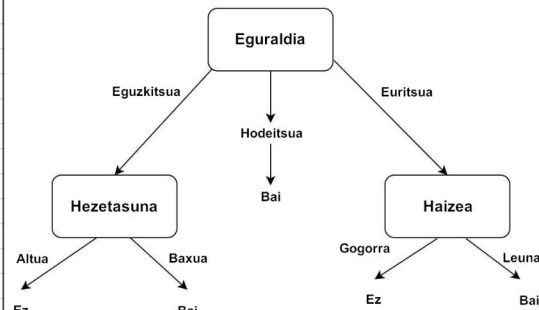 Eguraldia
Eguzkitsua
Euritsua
Hodeitsua
Bai
Hezetasuna
Haizea
Altua
Baxua
Gogorra
Leuna
Ez
Bai
Ez
Bai